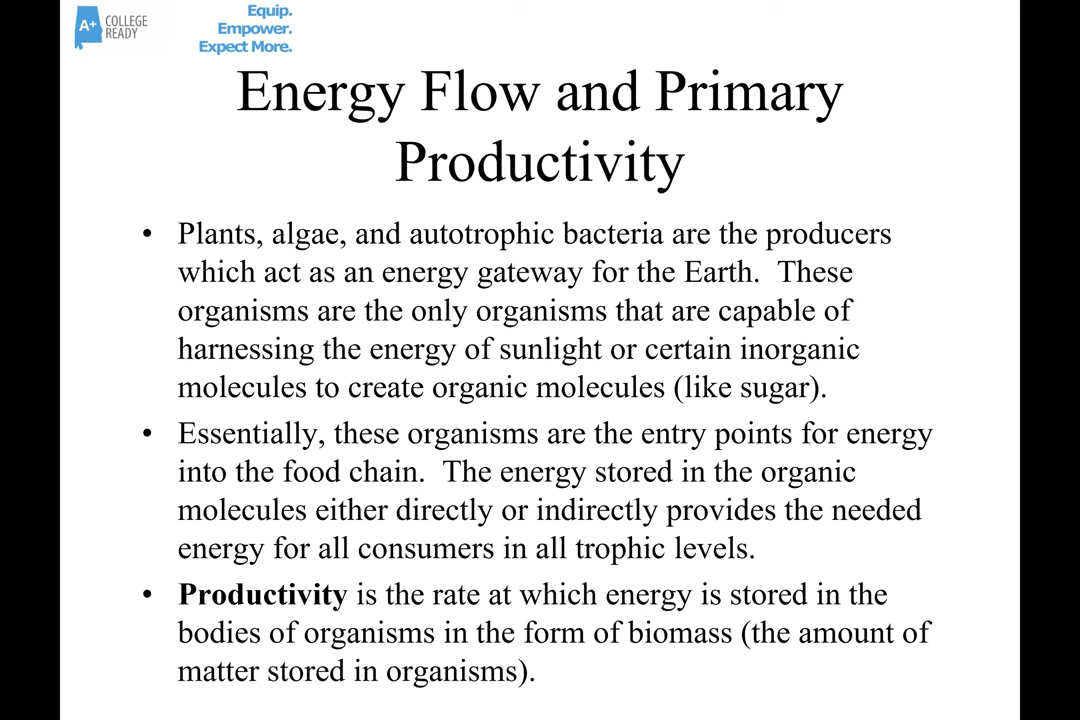 A+ COLLEGE
READY
Equip.
Empower.
Expect More.
Energy Flow and Primary
Productivity
• Plants, algae, and autotrophic bacteria are the producers
which act as an energy gateway for the Earth.  These
organisms are the only organisms that are capable of
harnessing the energy of sunlight or certain inorganic
molecules to create organic molecules (like sugar).
• Essentially, these organisms are the entry points for energy
into the food chain.  The energy stored in the organic
molecules either directly or indirectly provides the needed
energy for all consumers in all trophic levels.
• Productivity is the rate at which energy is stored in the
bodies of organisms in the form of biomass (the amount of
matter stored in organisms).